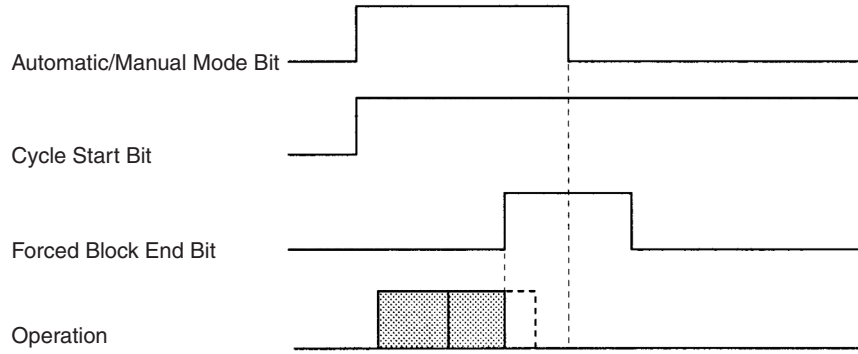 Automatic/Manual Mode Bit
Cycle Start Bit
Forced Block End Bit
Operation